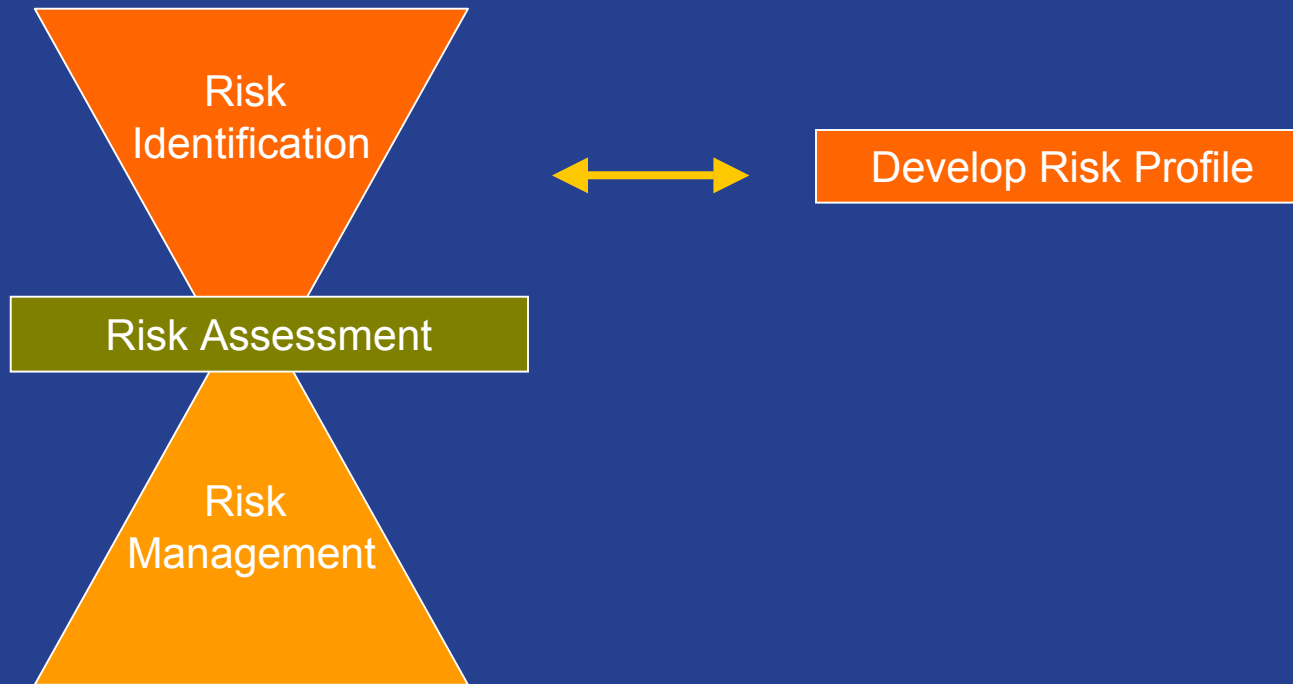 Risk
Identification
Develop Risk Profile
Risk Assessment
Risk
Management